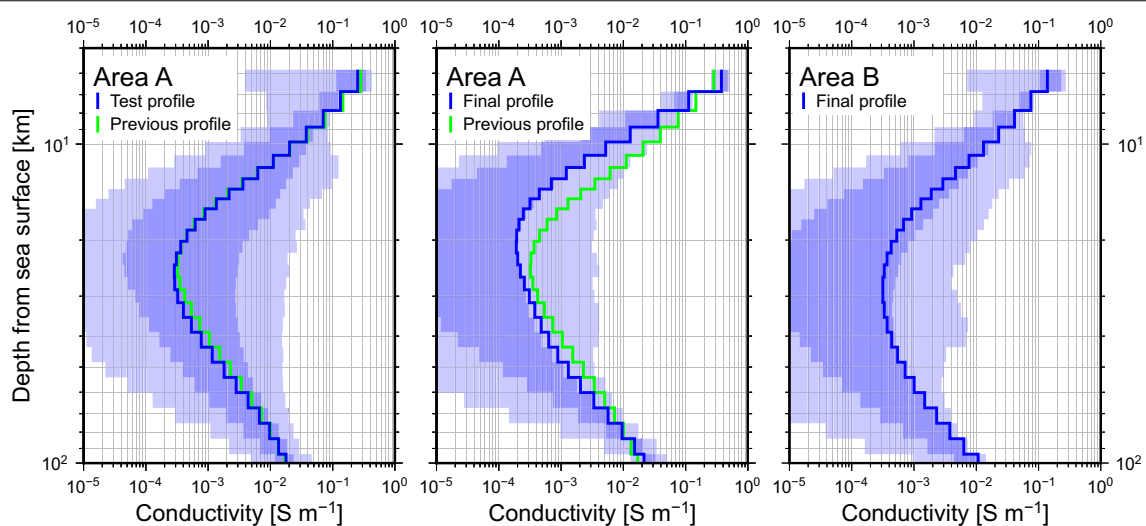 10⁻⁵ 10⁻⁴ 10⁻³ 10⁻² 10⁻¹ 10⁰ 10⁻⁵ 10⁻⁴ 10⁻³ 10⁻² 10⁻¹ 10⁰ 10⁻⁵ 10⁻⁴ 10⁻³ 10⁻² 10⁻¹ 10⁰
Area A
Test profile
Previous profile
Area A
Final profile
Previous profile
Area B
Final profile
Depth from sea surface [km]
10¹ 10¹
10² 10²
10⁻⁵ 10⁻⁴ 10⁻³ 10⁻² 10⁻¹ 10⁰ 10⁻⁵ 10⁻⁴ 10⁻³ 10⁻² 10⁻¹ 10⁰ 10⁻⁵ 10⁻⁴ 10⁻³ 10⁻² 10⁻¹ 10⁰
Conductivity [S m⁻¹] Conductivity [S m⁻¹] Conductivity [S m⁻¹]